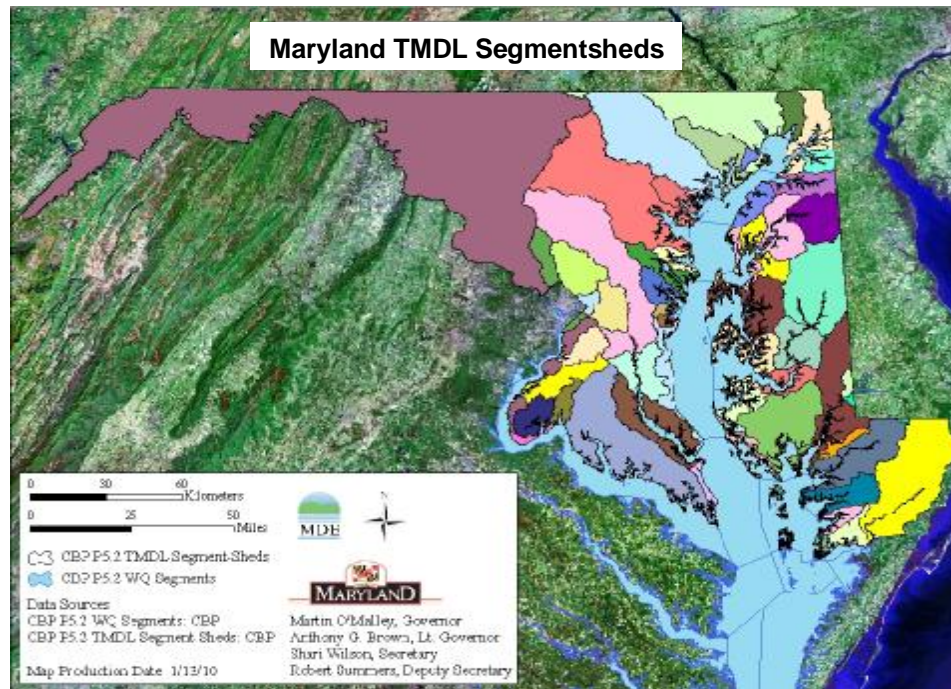 Maryland TMDL Segmentsheds
0 30 60
Kilometers
0 25 50
Miles
CBP P5.2 TMDL Segment-Sheds
CBP P5.2 WQ Segments
Data Sources
CBP P5.2 WQ Segments: CBP
CBP P5.2 TMDL Segment Sheds: CBP
Map Production Date 1/13/10
N
MDE
MARYLAND
Martin O'Malley, Governor
Anthony G. Brown, Lt. Governor
Shari Wilson, Secretary
Robert Summers, Deputy Secretary